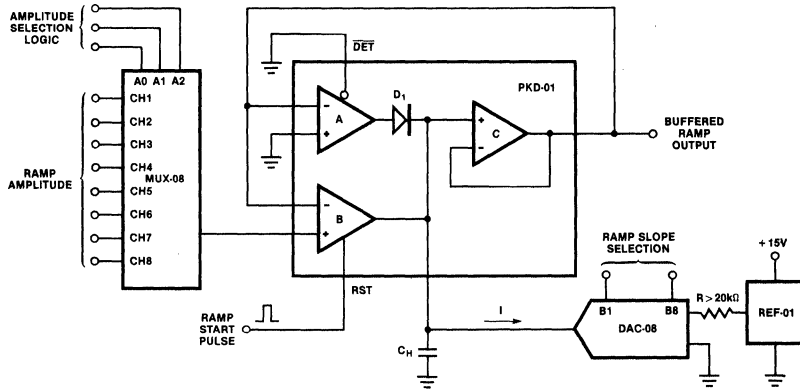 AMPLITUDE
SELECTION
LOGIC
A0 A1 A2
CH1
CH2
CH3
CH4
MUX-08
CH5
CH6
CH7
CH8
RAMP
AMPLITUDE
DET
PKD-01
D1
-
A
+
+
C
-
-
B
+
RST
BUFFERED
RAMP
OUTPUT
RAMP
START
PULSE
CH
I
RAMP SLOPE
SELECTION
B1 B8
DAC-08
R > 20kΩ
+ 15V
REF-01